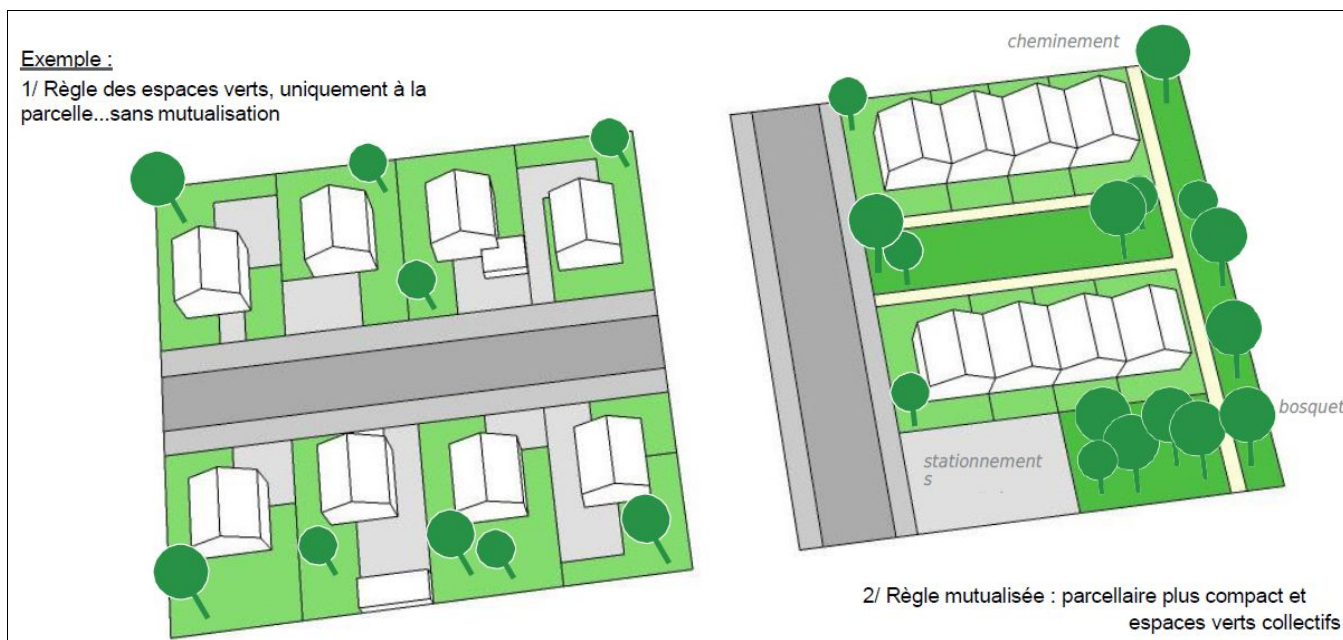 Exemple :
1/ Règle des espaces verts, uniquement à la
parcelle...sans mutualisation
cheminement
bosquet
stationnement
s
2/ Règle mutualisée : parcellaire plus compact et
espaces verts collectifs